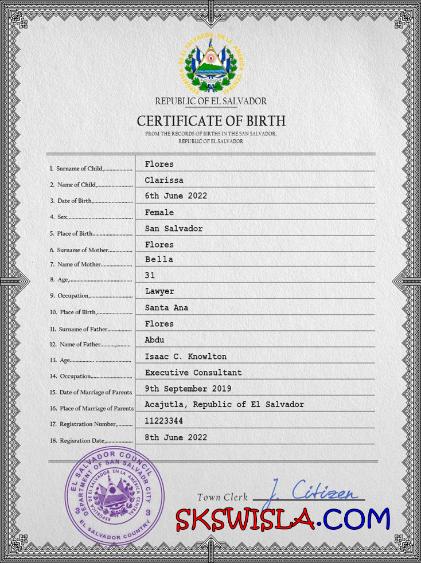 REPUBLIC OF EL SALVADOR
CERTIFICATE OF BIRTH
FROM THE RECORDS OF BIRTHS IN THE SAN SALVADOR,
REPUBLIC OF EL SALVADOR
1. Surname of Child, Flores
2. Name of Child, Clarissa
3. Date of Birth, 6th June 2022
4. Sex, Female
5. Place of Birth, San Salvador
6. Surname of Mother, Flores
7. Name of Mother, Bella
8. Age, 31
9. Occupation, Lawyer
10. Place of Birth, Santa Ana
11. Surname of Father, Flores
12. Name of Father, Abdu
13. Age, Isaac C. Knowlton
14. Occupation, Executive Consultant
15. Date of Marriage of Parents 9th September 2019
16. Place of Marriage of Parents Acajutla, Republic of El Salvador
17. Registration Number, 11223344
18. Regisration Date, 8th June 2022
EL SALVADOR COUNCIL
DEPARTMENT OF SAN SALVADOR CITY
EL SALVADOR COUNTRY
Town Clerk J. Citizen
SKSWISLA.COM